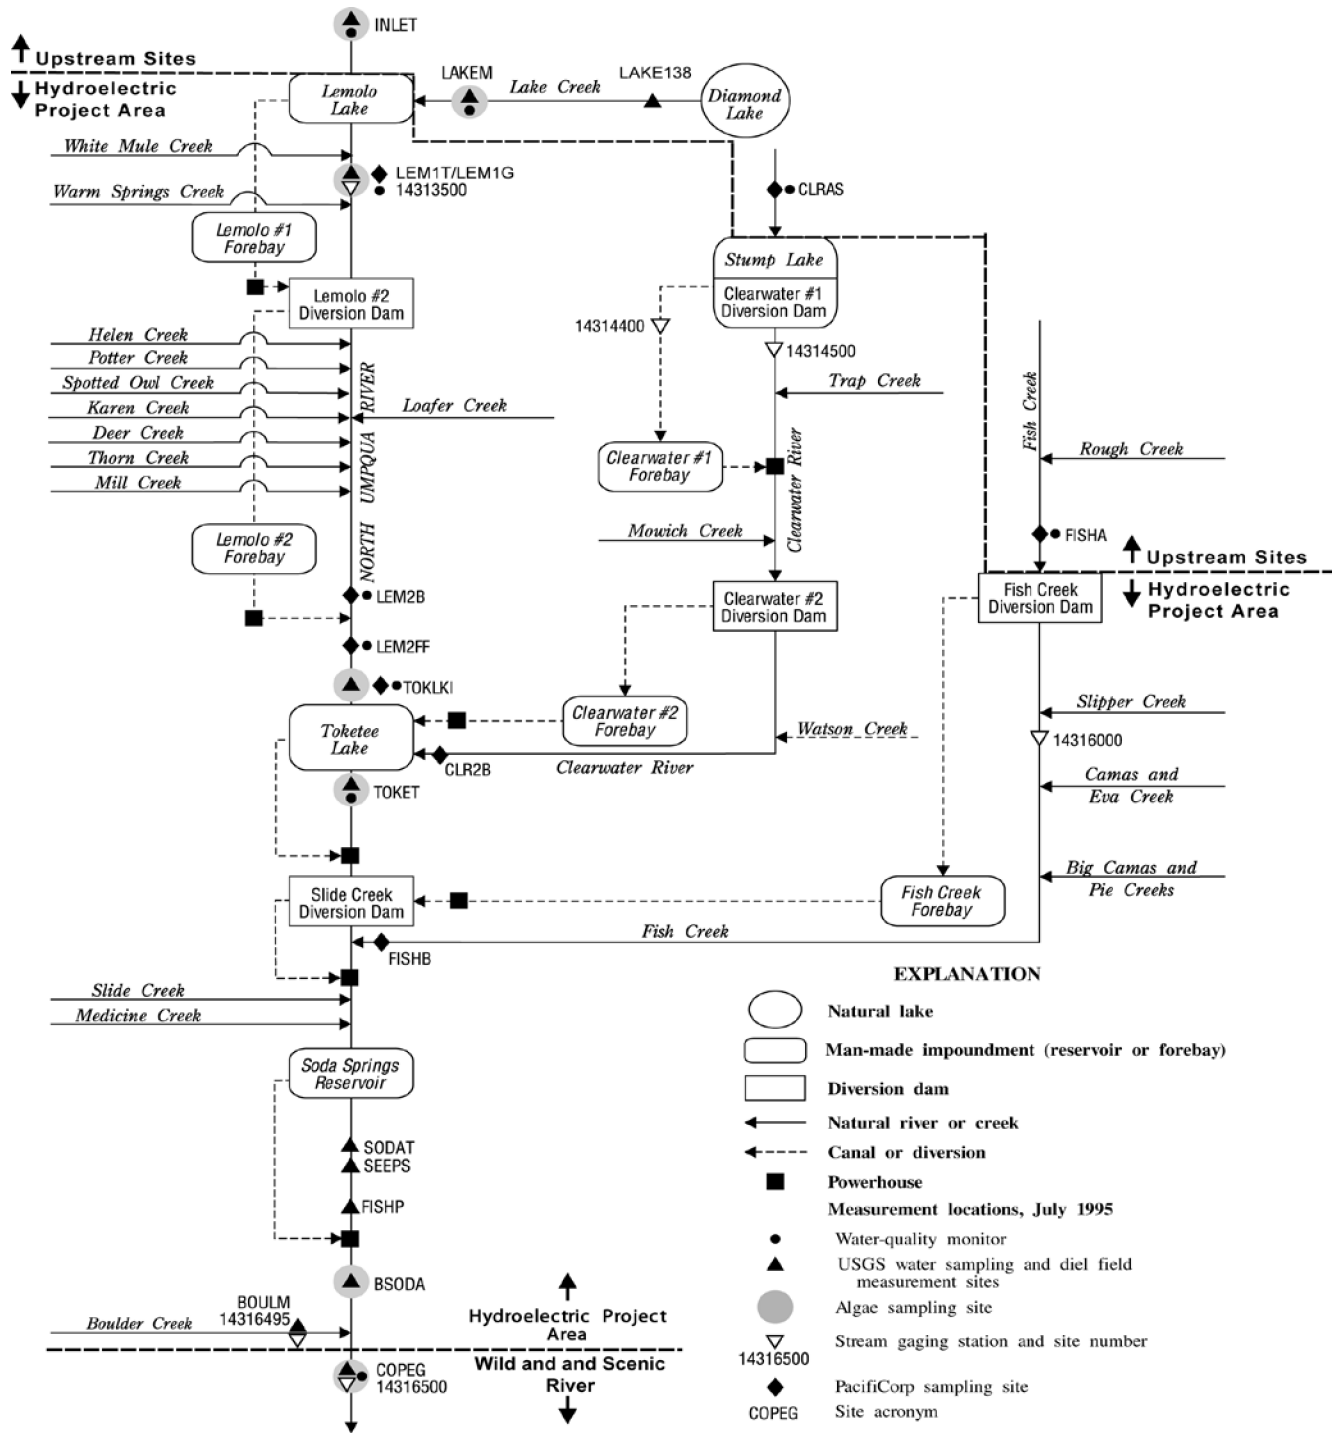 INLET
Upstream Sites
Hydroelectric
Project Area
Lemolo
Lake
LAKEM
Lake Creek
LAKE138
Diamond
Lake
White Mule Creek
LEM1T/LEM1G
14313500
CLRAS
Warm Springs Creek
Lemolo #1
Forebay
Stump Lake
Clearwater #1
Diversion Dam
Lemolo #2
Diversion Dam
14314400
14314500
Helen Creek
Potter Creek
Spotted Owl Creek
Karen Creek
Deer Creek
Thorn Creek
Mill Creek
Loafer Creek
NORTH UMPQUA RIVER
Trap Creek
Clearwater #1
Forebay
Clearwater River
Fish Creek
Rough Creek
Mowich Creek
Lemolo #2
Forebay
FISHA
Upstream Sites
Hydroelectric
Project Area
LEM2B
Clearwater #2
Diversion Dam
Fish Creek
Diversion Dam
LEM2FF
TOKLKI
Clearwater #2
Forebay
Slipper Creek
Toketee
Lake
Watson Creek
14316000
CLR2B
Clearwater River
TOKET
Camas and
Eva Creek
Slide Creek
Diversion Dam
Fish Creek
Forebay
Big Camas and
Pie Creeks
Fish Creek
FISHB
Slide Creek
Medicine Creek
Soda Springs
Reservoir
SODAT
SEEPS
FISHP
BSODA
BOULM
14316495
Boulder Creek
Hydroelectric Project
Area
COPEG
14316500
Wild and and Scenic
River
EXPLANATION
Natural lake
Man-made impoundment (reservoir or forebay)
Diversion dam
Natural river or creek
Canal or diversion
Powerhouse
Measurement locations, July 1995
Water-quality monitor
USGS water sampling and diel field
measurement sites
Algae sampling site
Stream gaging station and site number
14316500
PacifiCorp sampling site
COPEG Site acronym